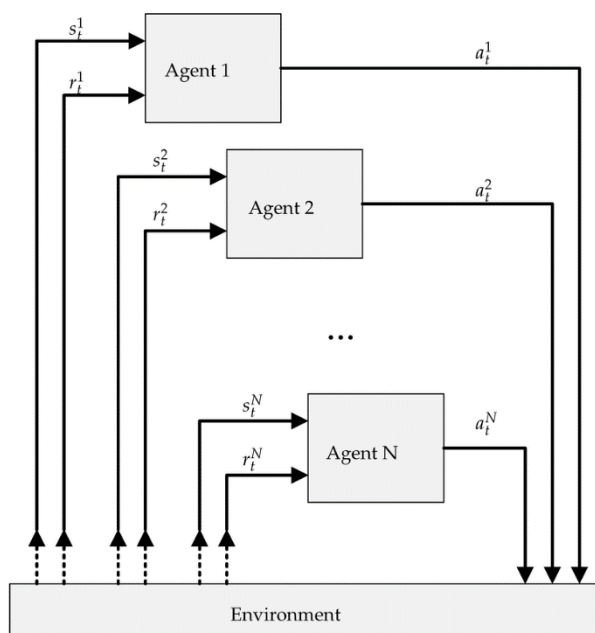 s_t^1
a_t^1
Agent 1
r_t^1
s_t^2
a_t^2
Agent 2
r_t^2
...
s_t^N
a_t^N
Agent N
r_t^N
Environment